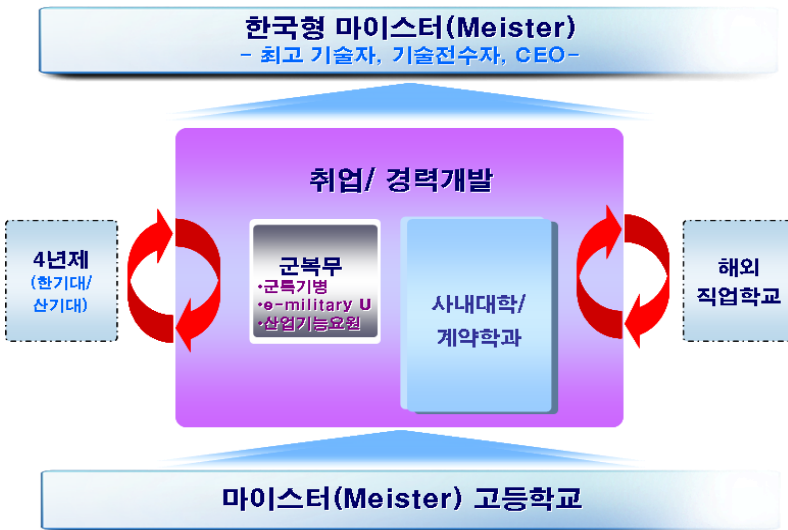 한국형 마이스터(Meister)
- 최고 기술자, 기술전수자, CEO-
취업/ 경력개발
4년제
(한기대/
산기대)
군복무
•군특기병
•e-military U
•산업기능요원
사내대학/
계약학과
해외
직업학교
마이스터(Meister) 고등학교